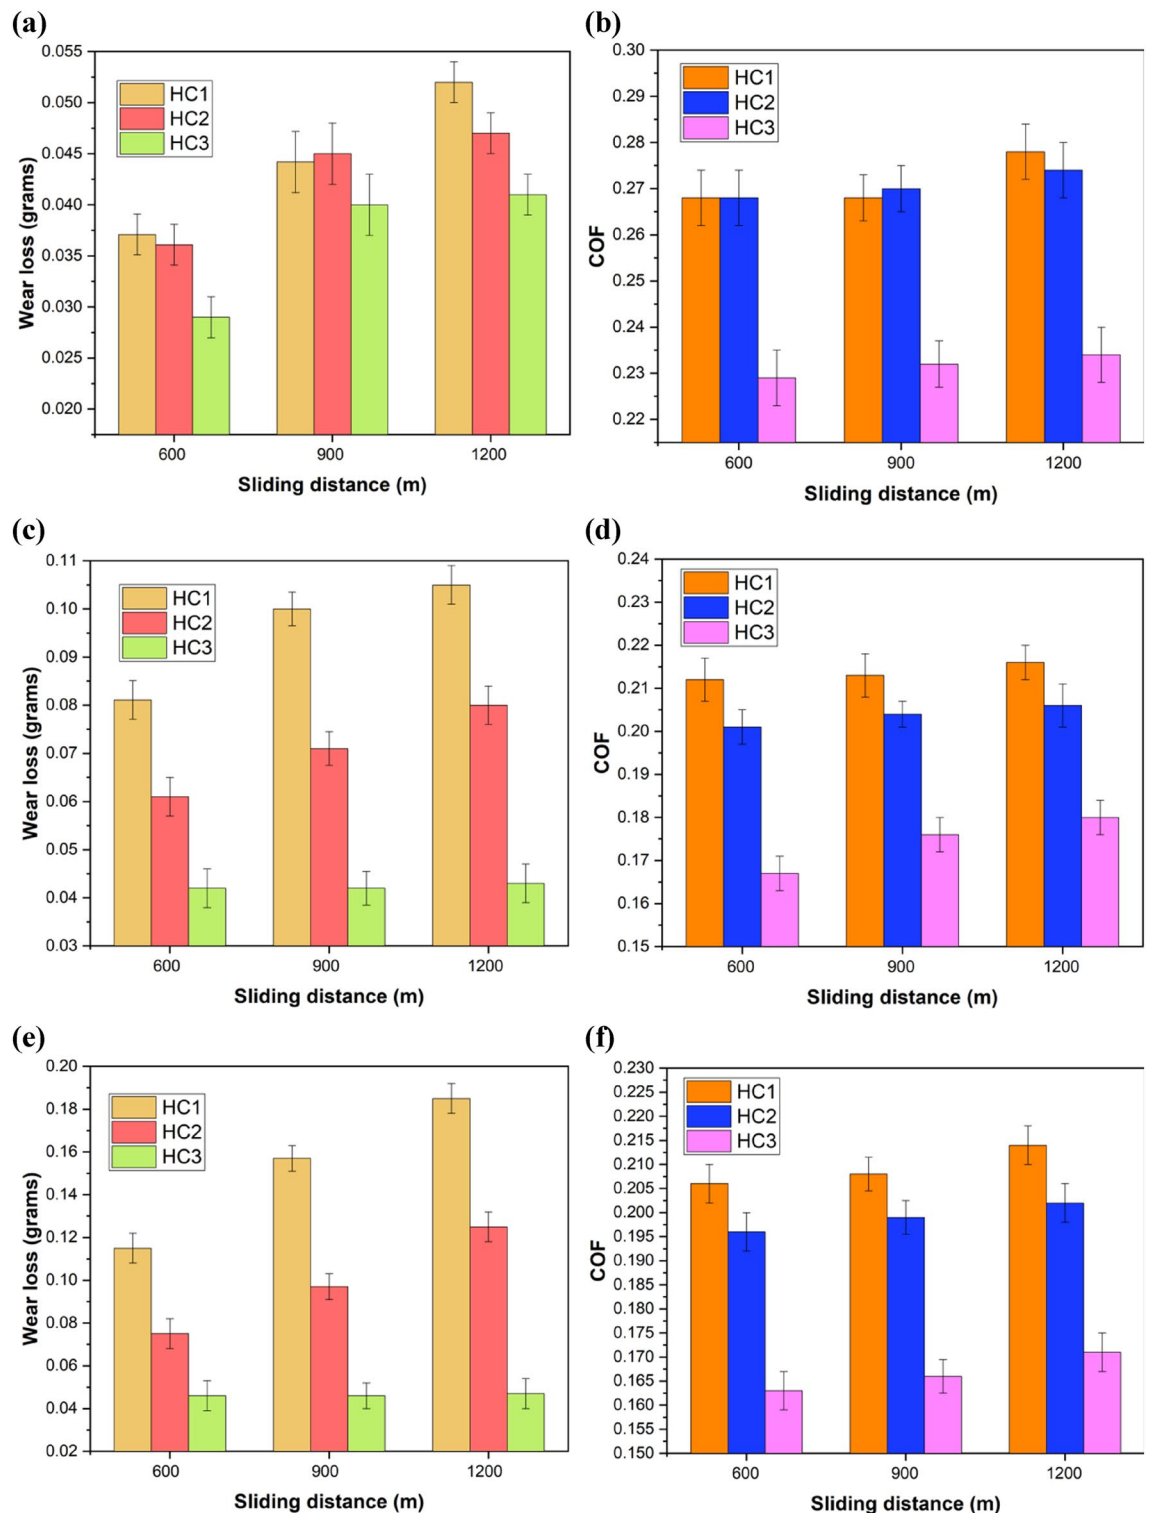 (a)
0.055
0.050
0.045
0.040
0.035
0.030
0.025
0.020
Wear loss (grams)
HC1
HC2
HC3
600 900 1200
Sliding distance (m)
(b)
0.30
0.29
0.28
0.27
0.26
0.25
0.24
0.23
0.22
COF
HC1
HC2
HC3
600 900 1200
Sliding distance (m)
(c)
0.11
0.10
0.09
0.08
0.07
0.06
0.05
0.04
0.03
Wear loss (grams)
HC1
HC2
HC3
600 900 1200
Sliding distance (m)
(d)
0.24
0.23
0.22
0.21
0.20
0.19
0.18
0.17
0.16
0.15
COF
HC1
HC2
HC3
600 900 1200
Sliding distance (m)
(e)
0.20
0.18
0.16
0.14
0.12
0.10
0.08
0.06
0.04
0.02
Wear loss (grams)
HC1
HC2
HC3
600 900 1200
Sliding distance (m)
(f)
0.230
0.225
0.220
0.215
0.210
0.205
0.200
0.195
0.190
0.185
0.180
0.175
0.170
0.165
0.160
0.155
0.150
COF
HC1
HC2
HC3
600 900 1200
Sliding distance (m)